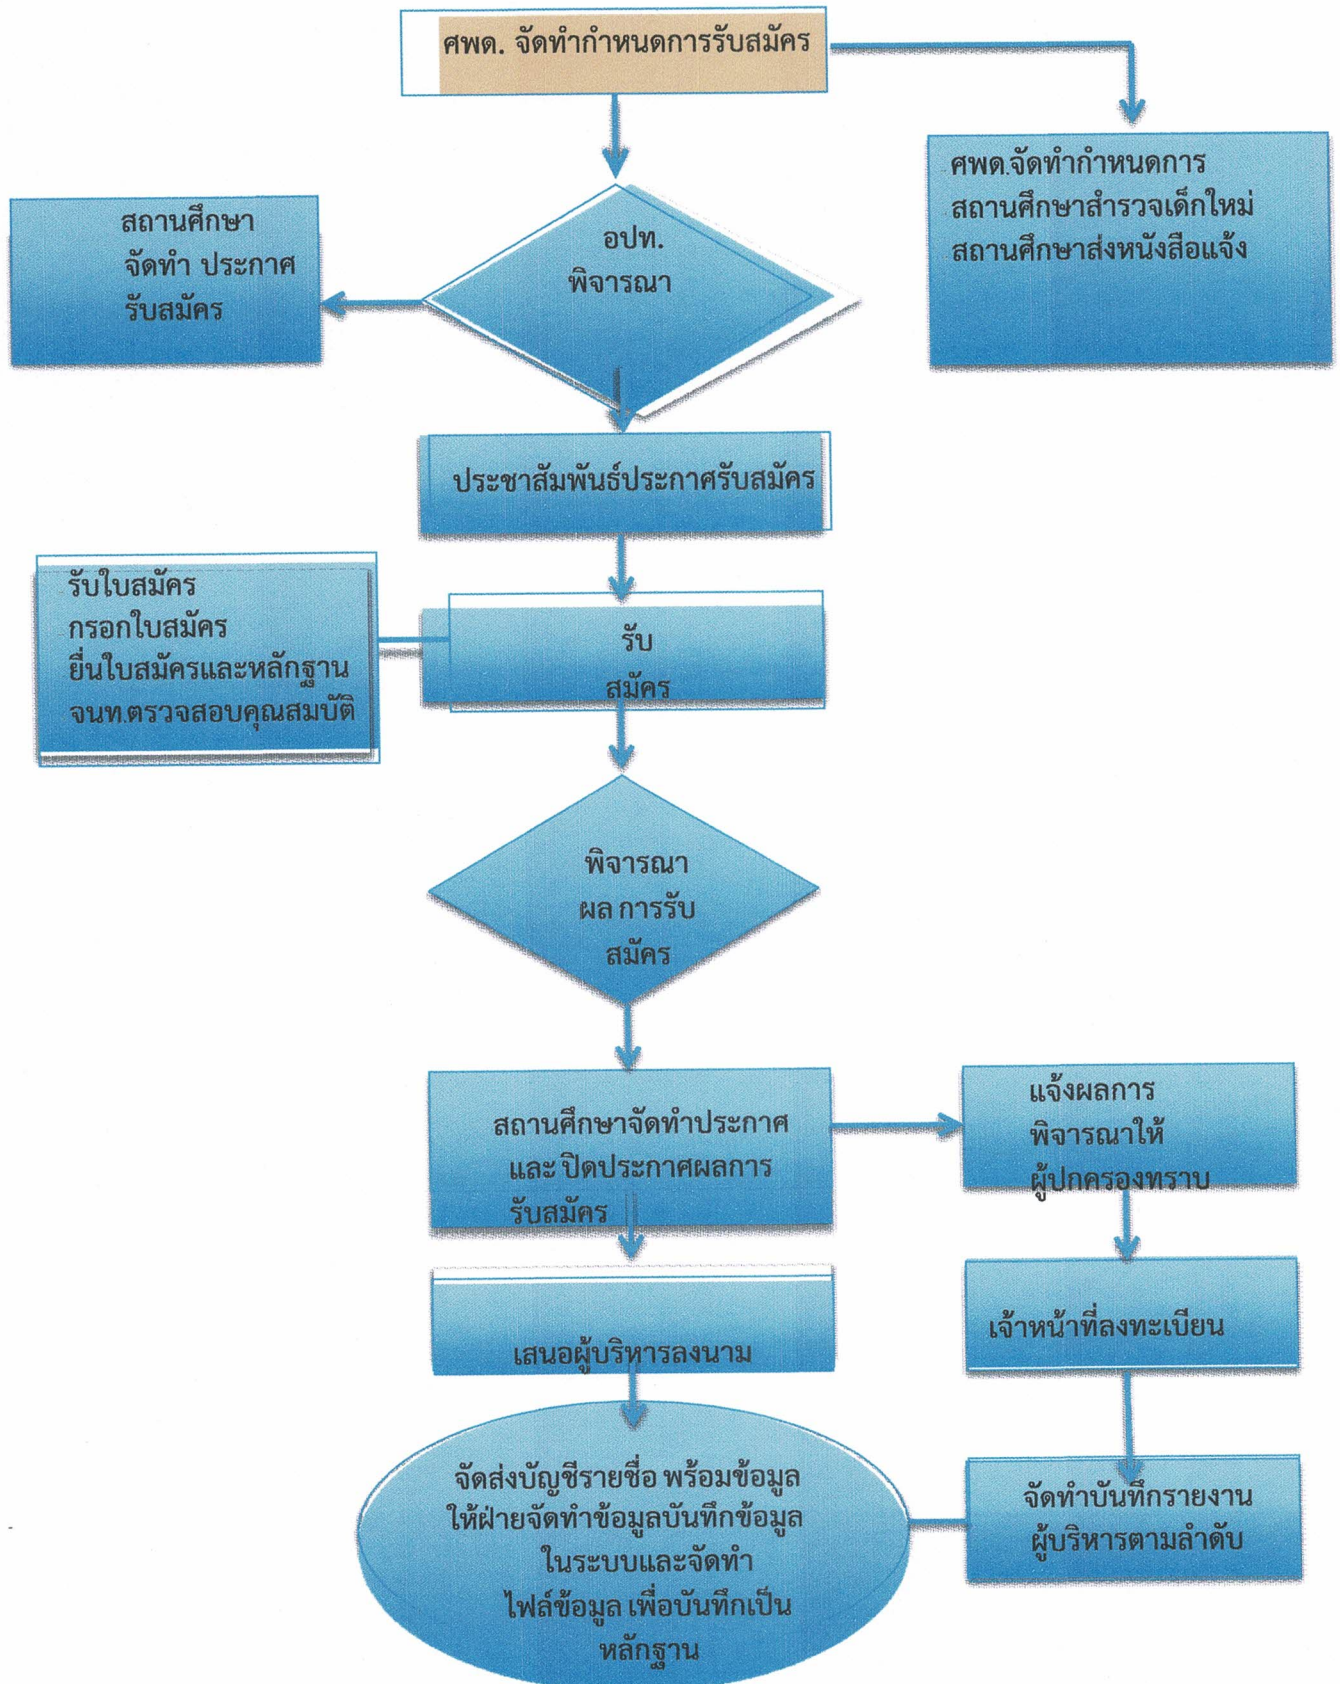 ศพด. จัดทำกำหนดการรับสมัคร
ศพด.จัดทำกำหนดการ
สถานศึกษาสำรวจเด็กใหม่
สถานศึกษาส่งหนังสือแจ้ง
สถานศึกษา
จัดทำ ประกาศ
รับสมัคร
อปท.
พิจารณา
ประชาสัมพันธ์ประกาศรับสมัคร
รับใบสมัคร
กรอกใบสมัคร
ยื่นใบสมัครและหลักฐาน
จนท.ตรวจสอบคุณสมบัติ
รับ
สมัคร
พิจารณา
ผล การรับ
สมัคร
สถานศึกษาจัดทำประกาศ
และ ปิดประกาศผลการ
รับสมัคร
แจ้งผลการ
พิจารณาให้
ผู้ปกครองทราบ
เสนอผู้บริหารลงนาม
เจ้าหน้าที่ลงทะเบียน
จัดส่งบัญชีรายชื่อ พร้อมข้อมูล
ให้ฝ่ายจัดทำข้อมูลบันทึกข้อมูล
ในระบบและจัดทำ
ไฟล์ข้อมูล เพื่อบันทึกเป็น
หลักฐาน
จัดทำบันทึกรายงาน
ผู้บริหารตามลำดับ